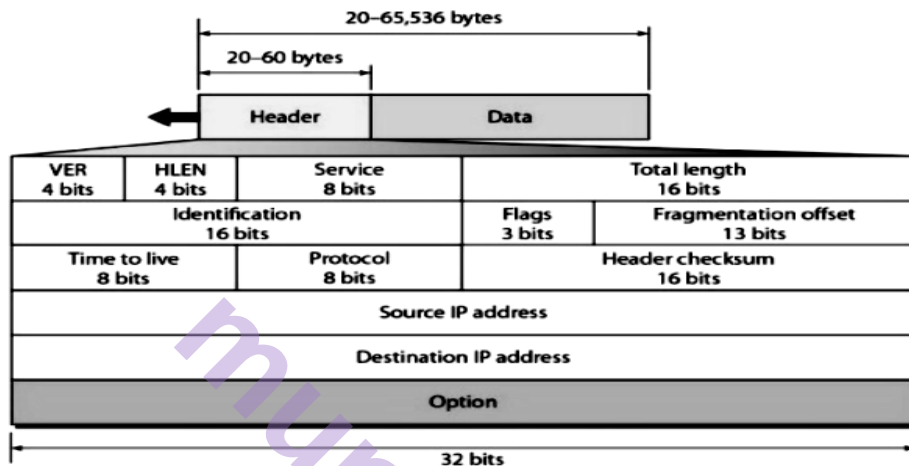 20–65,536 bytes
20–60 bytes
Header Data
VER HLEN Service Total length
4 bits 4 bits 8 bits 16 bits
Identification Flags Fragmentation offset
16 bits 3 bits 13 bits
Time to live Protocol Header checksum
8 bits 8 bits 16 bits
Source IP address
Destination IP address
Option
32 bits